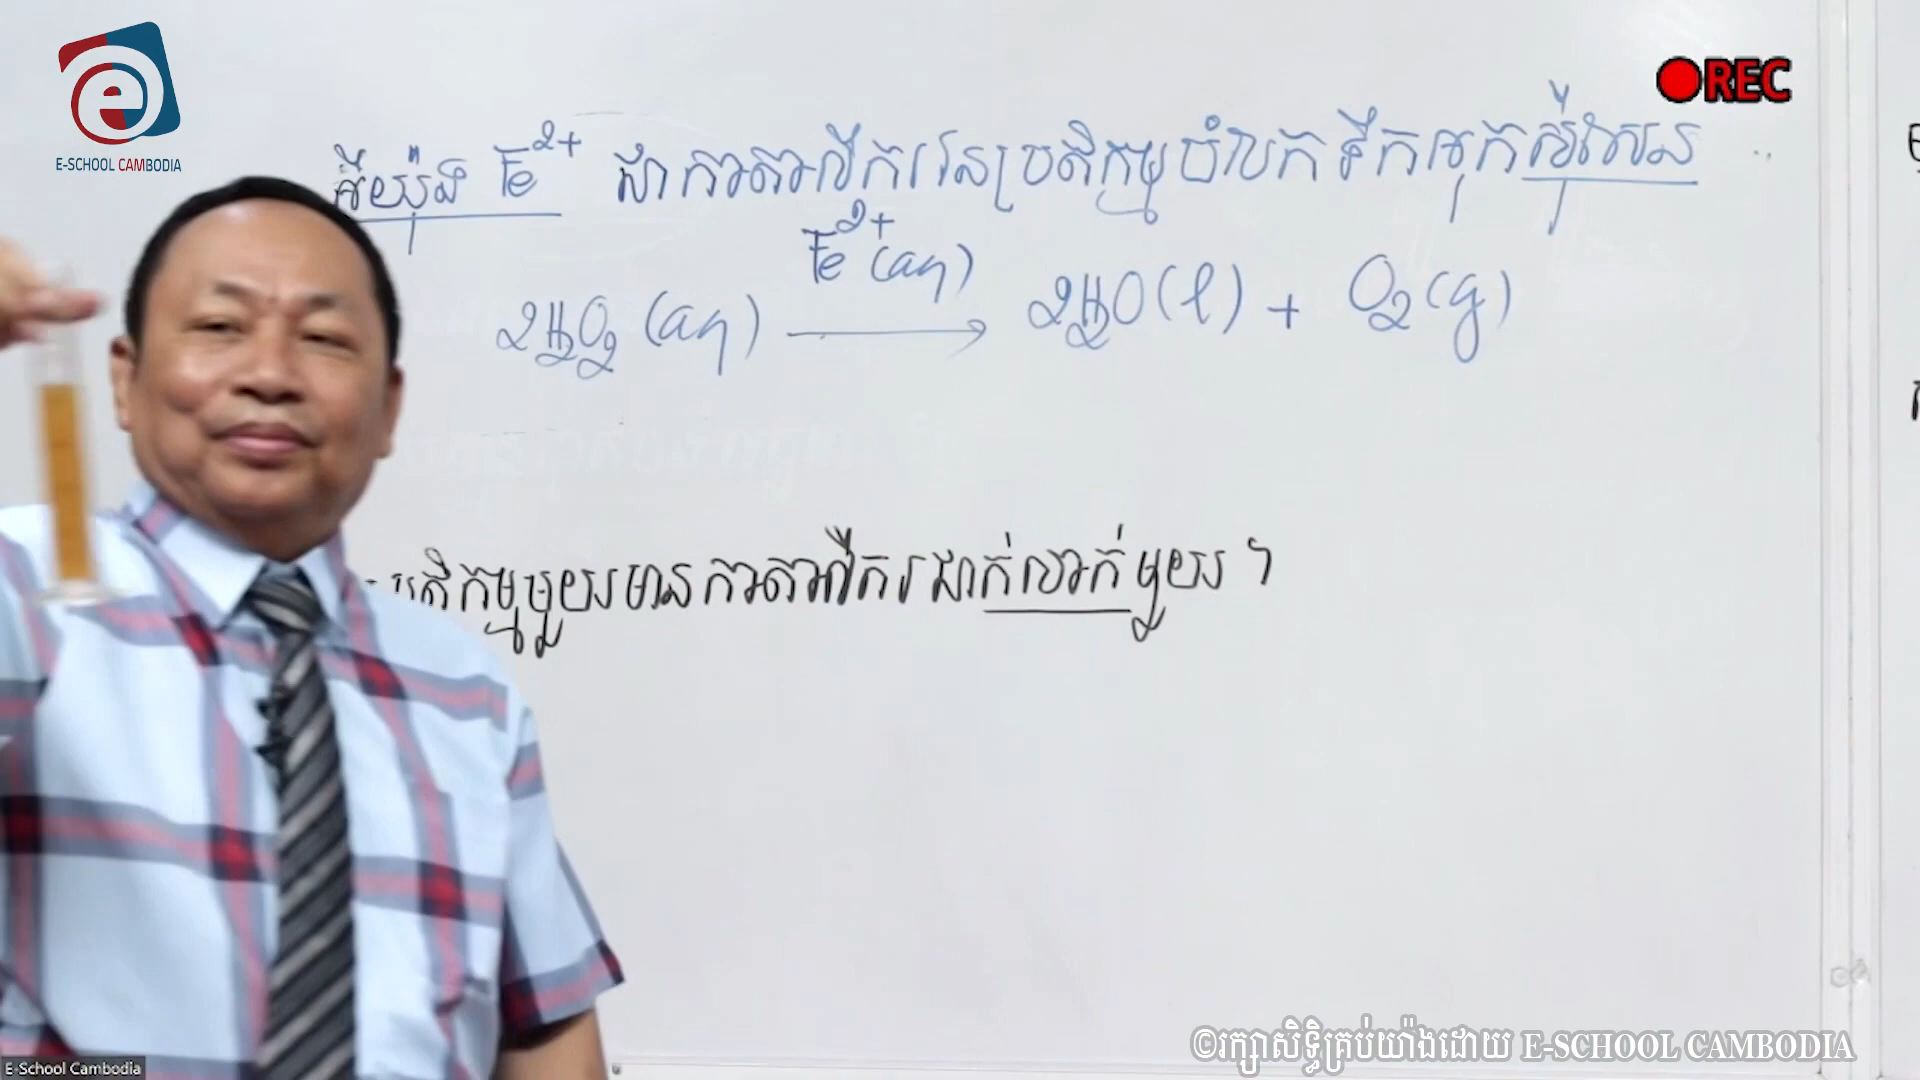 E-SCHOOL CAMBODIA
REC
អ៊ីយ៉ុង Fe2+ ជាកាតាលីករនៃប្រតិកម្មបំបែកទឹកអុកស៊ីសែន
Fe2+(aq)
2H2O2 (aq) → 2H2O(l) + O2(g)
ប្រតិកម្មមួយមានកាតាលីករជាក់លាក់មួយ ។
©រក្សាសិទ្ធិគ្រប់យ៉ាងដោយ E-SCHOOL CAMBODIA
E-School Cambodia